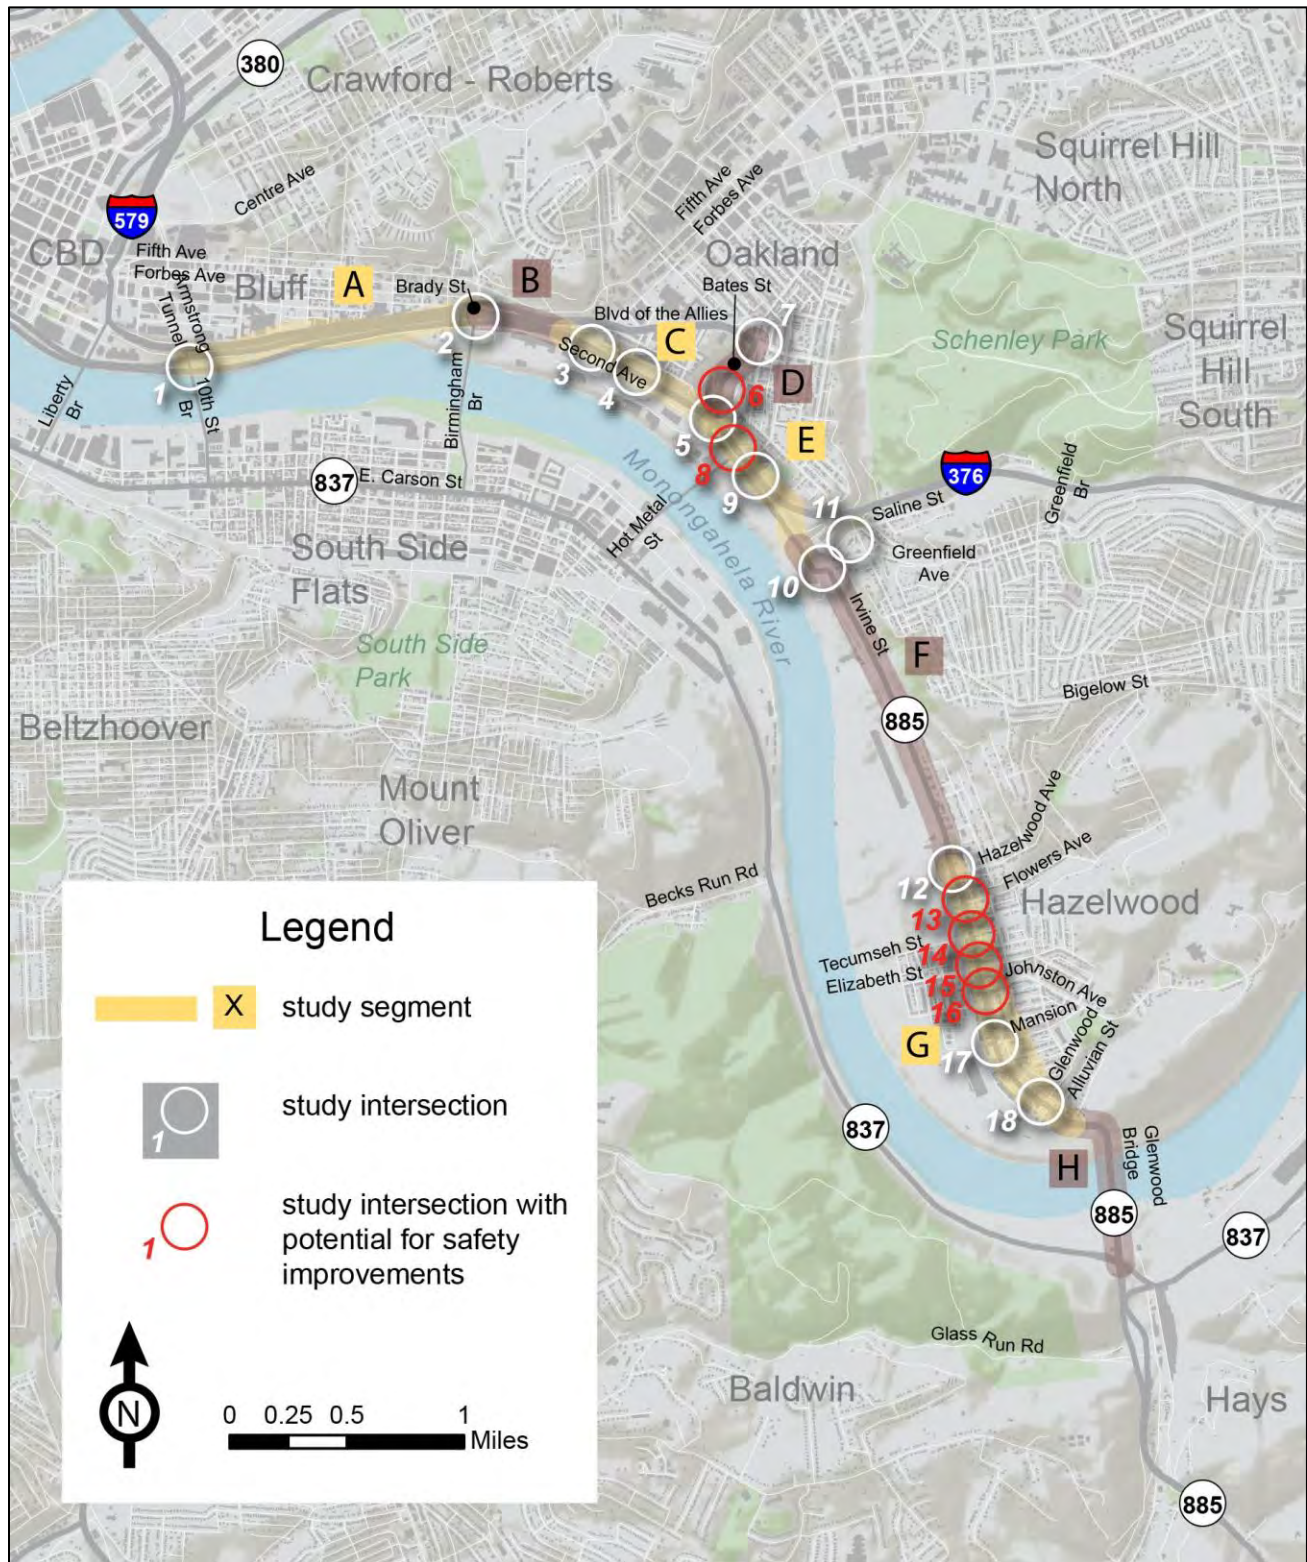 380
Crawford - Roberts
Squirrel Hill
North
Centre Ave
Fifth Ave
Forbes Ave
579
CBD
Fifth Ave
Forbes Ave
Bluff
A
Brady St
B
Oakland
Bates St
Armstrong
Tunnel
Blvd of the Allies
7
C
Schenley Park
Squirrel
Hill
South
2
3
Second Ave
4
D
6
1
10th St
Br
Liberty
Br
Birmingham
Br
5
E
8
9
837
E. Carson St
Monongahela River
Hot Metal
St
11
Saline St
376
Greenfield
Br
South Side
Flats
Greenfield
Ave
10
Irvine St
South Side
Park
F
Bigelow St
885
Beltzhoover
Mount
Oliver
Hazelwood Ave
Flowers Ave
Becks Run Rd
12
Hazelwood
13
Tecumseh St
14
Elizabeth St
15
Johnston Ave
16
Mansion
G
17
Glenwood
Alluvian St
18
837
H
Glenwood
Bridge
885
837
Glass Run Rd
Baldwin
Hays
885
Legend
X
study segment
1
study intersection
1
study intersection with
potential for safety
improvements
N
0 0.25 0.5 1
Miles